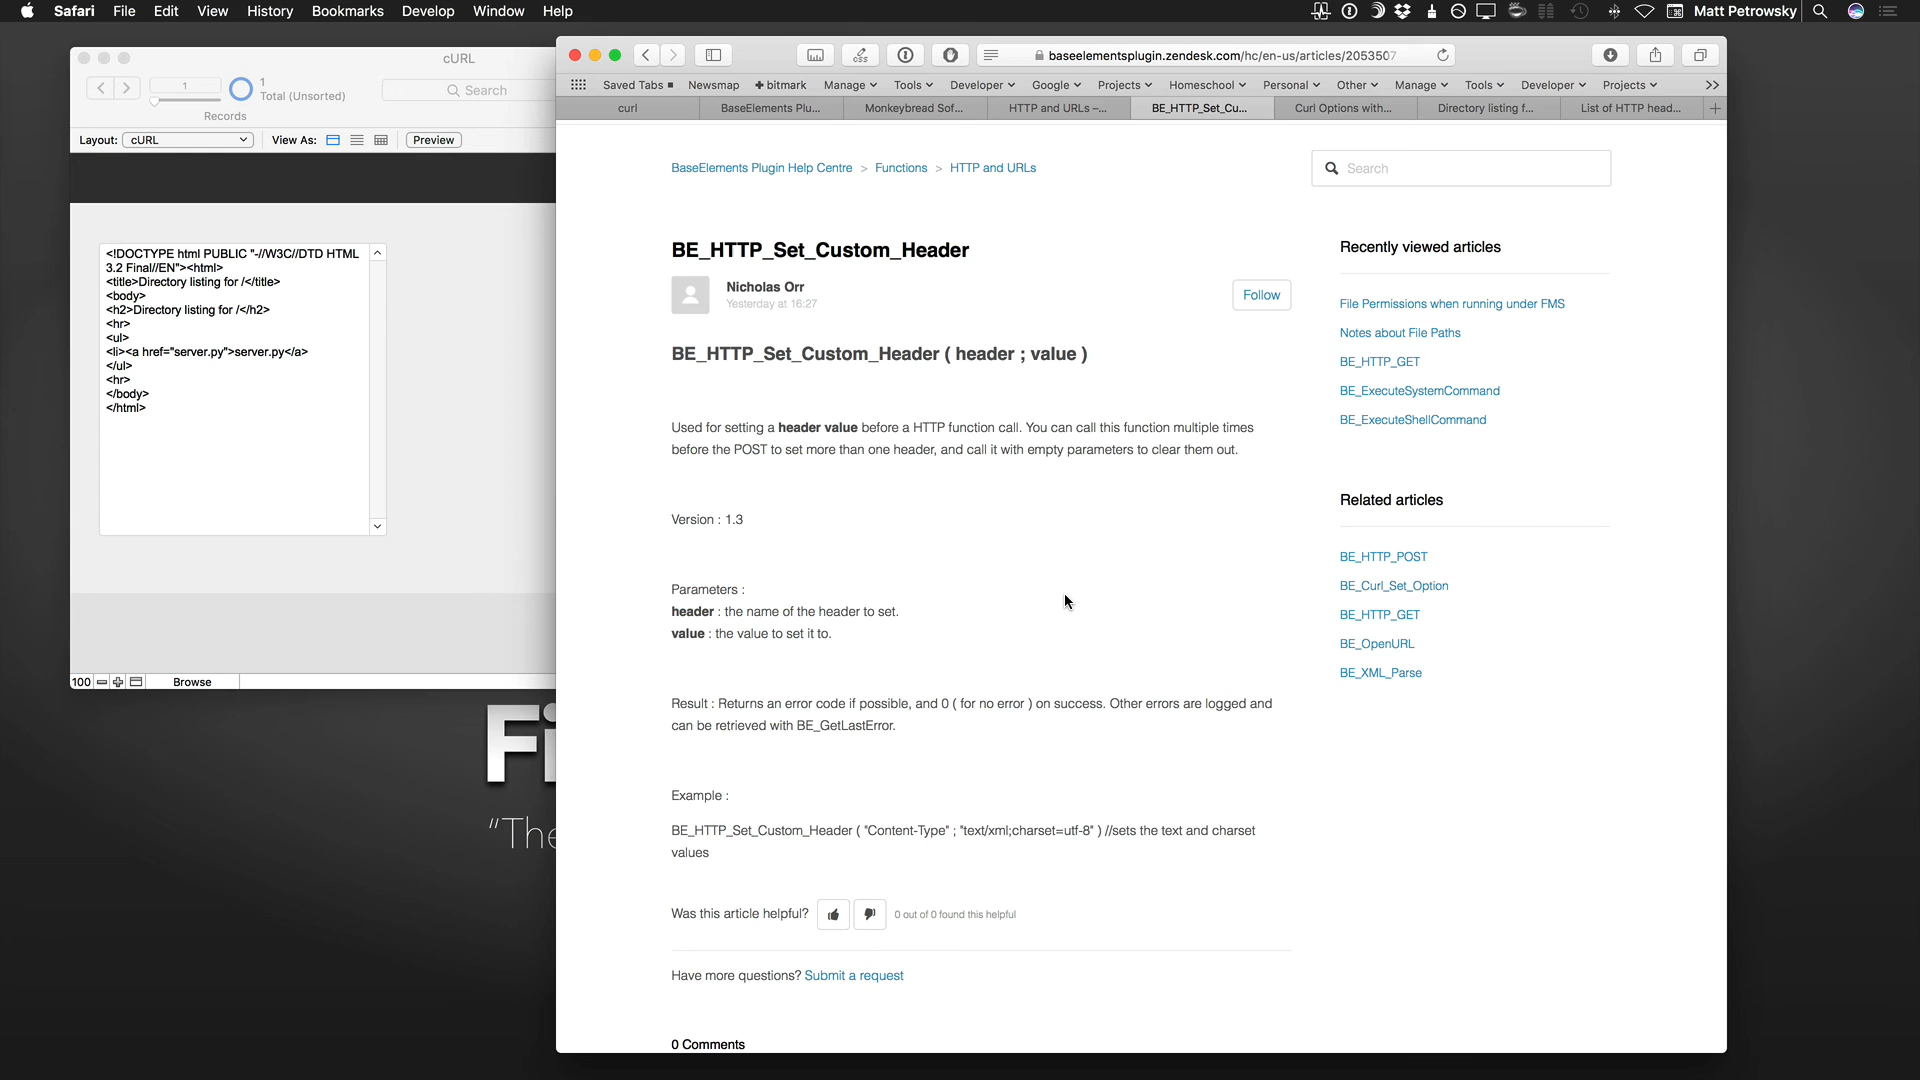 Safari File Edit View History Bookmarks Develop Window Help
Matt Petrowsky
cURL
1
1
Total (Unsorted)
Search
Records
Layout: cURL
View As:
Preview
<!DOCTYPE html PUBLIC "-//W3C//DTD HTML
3.2 Final//EN"><html>
<title>Directory listing for /</title>
<body>
<h2>Directory listing for /</h2>
<hr>
<ul>
<li><a href="server.py">server.py</a>
</ul>
<hr>
</body>
</html>
100
Browse
Fi
“The
baseelementsplugin.zendesk.com/hc/en-us/articles/2053507
Saved Tabs Newsmap bitmark Manage Tools Developer Google Projects Homeschool Personal Other Manage Tools Developer Projects
curl BaseElements Plu... Monkeybread Sof... HTTP and URLs –... BE_HTTP_Set_Cu... Curl Options with... Directory listing f... List of HTTP head...
BaseElements Plugin Help Centre > Functions > HTTP and URLs
Search
BE_HTTP_Set_Custom_Header
Nicholas Orr
Yesterday at 16:27
Follow
BE_HTTP_Set_Custom_Header ( header ; value )
Used for setting a header value before a HTTP function call. You can call this function multiple times
before the POST to set more than one header, and call it with empty parameters to clear them out.
Version : 1.3
Parameters :
header : the name of the header to set.
value : the value to set it to.
Result : Returns an error code if possible, and 0 ( for no error ) on success. Other errors are logged and
can be retrieved with BE_GetLastError.
Example :
BE_HTTP_Set_Custom_Header ( "Content-Type" ; "text/xml;charset=utf-8" ) //sets the text and charset
values
Was this article helpful?
0 out of 0 found this helpful
Have more questions? Submit a request
0 Comments
Recently viewed articles
File Permissions when running under FMS
Notes about File Paths
BE_HTTP_GET
BE_ExecuteSystemCommand
BE_ExecuteShellCommand
Related articles
BE_HTTP_POST
BE_Curl_Set_Option
BE_HTTP_GET
BE_OpenURL
BE_XML_Parse